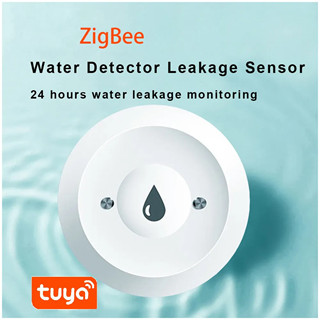 ZigBee
Water Detector Leakage Sensor
24 hours water leakage monitoring
tuya